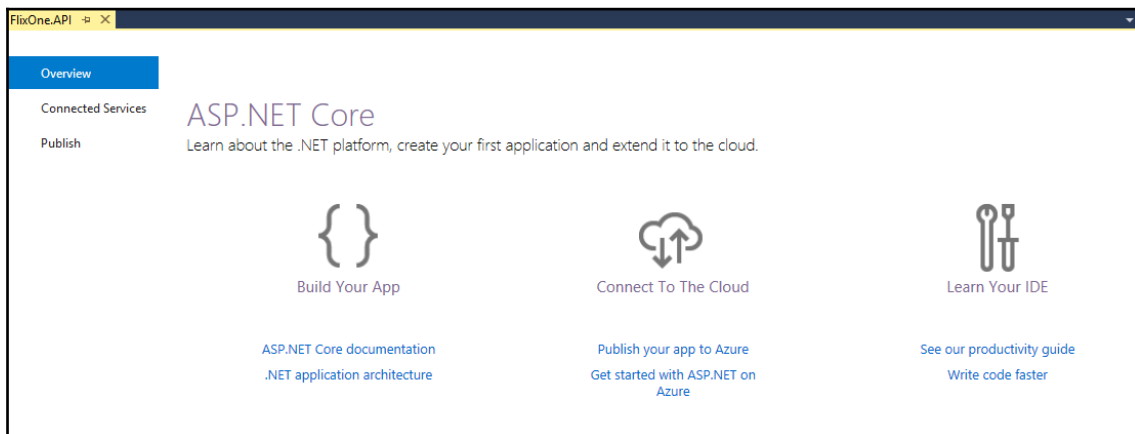 FlixOne.API
Overview
Connected Services
Publish
ASP.NET Core
Learn about the .NET platform, create your first application and extend it to the cloud.
Build Your App
Connect To The Cloud
Learn Your IDE
ASP.NET Core documentation
Publish your app to Azure
See our productivity guide
.NET application architecture
Get started with ASP.NET on
Azure
Write code faster